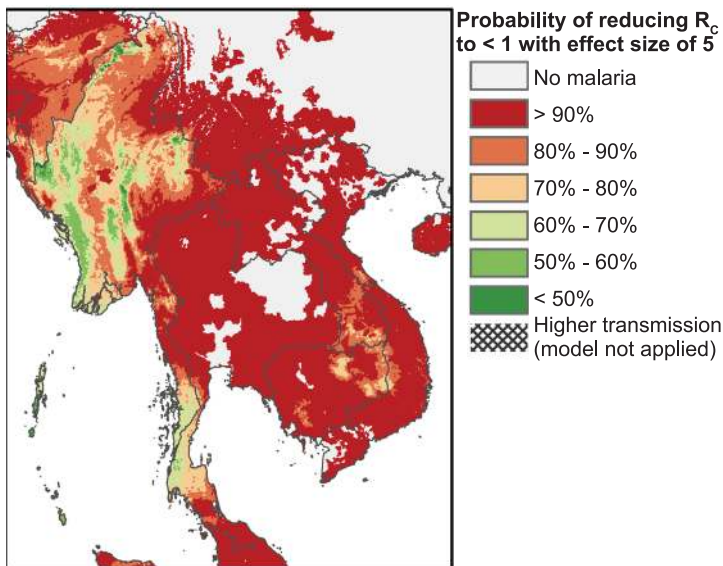 Probability of reducing Rc
to < 1 with effect size of 5
No malaria
> 90%
80% - 90%
70% - 80%
60% - 70%
50% - 60%
< 50%
Higher transmission
(model not applied)